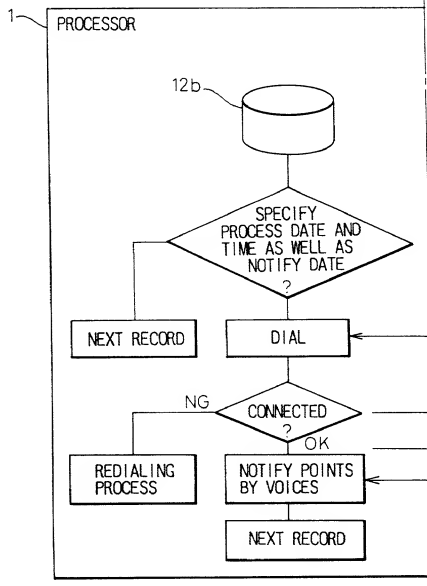 1
PROCESSOR
12b
SPECIFY
PROCESS DATE AND
TIME AS WELL AS
NOTIFY DATE
?
NEXT RECORD
DIAL
NG
CONNECTED
?
OK
REDIALING
PROCESS
NOTIFY POINTS
BY VOICES
NEXT RECORD